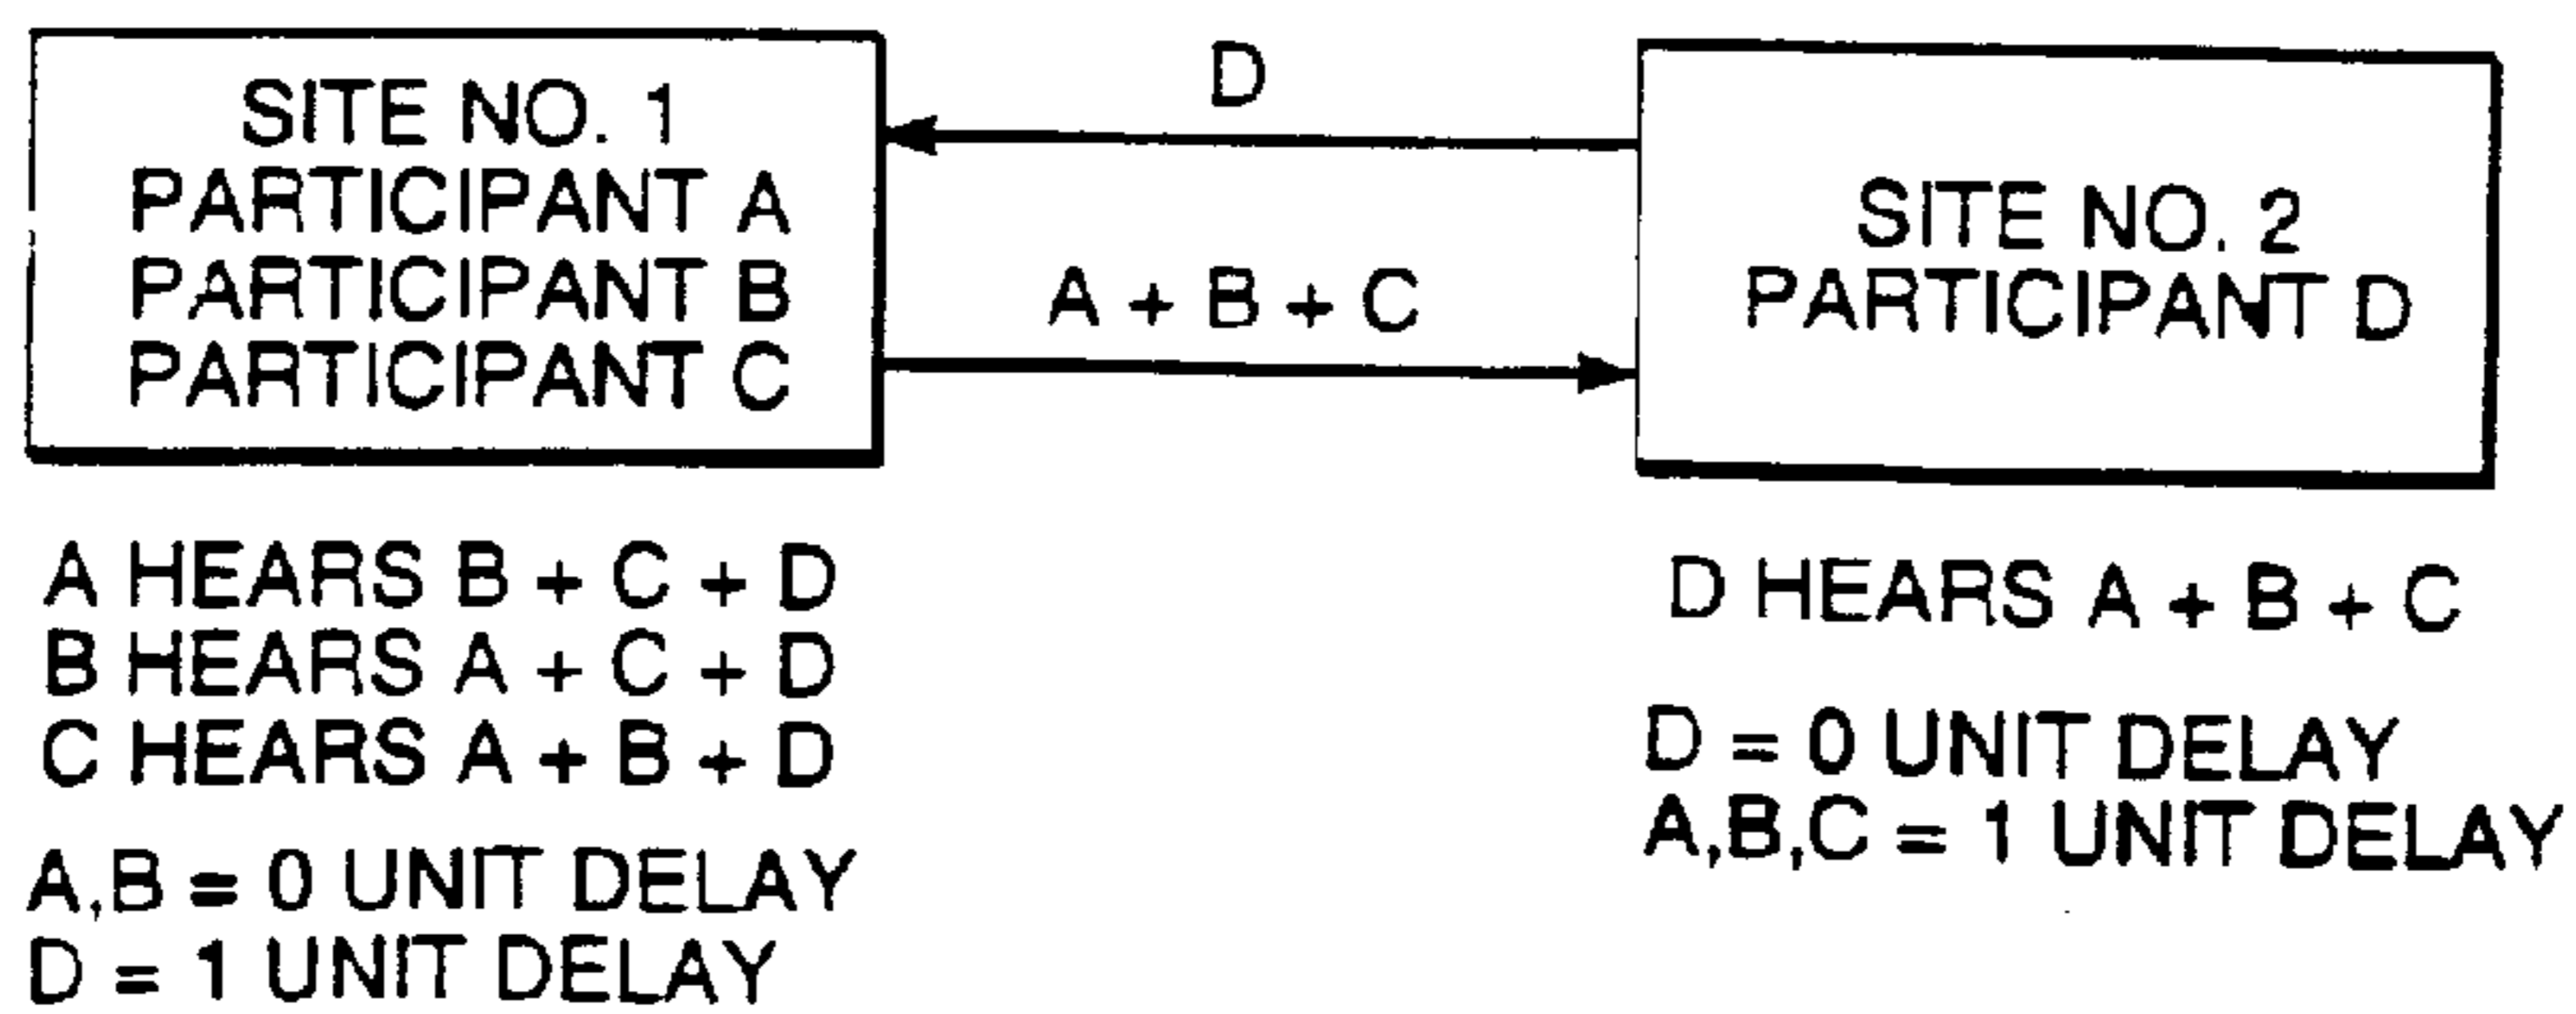 SITE NO. 1
PARTICIPANT A
PARTICIPANT B
PARTICIPANT C
D
A + B + C
SITE NO. 2
PARTICIPANT D
A HEARS B + C + D
B HEARS A + C + D
C HEARS A + B + D
A,B = 0 UNIT DELAY
D = 1 UNIT DELAY
D HEARS A + B + C
D = 0 UNIT DELAY
A,B,C = 1 UNIT DELAY